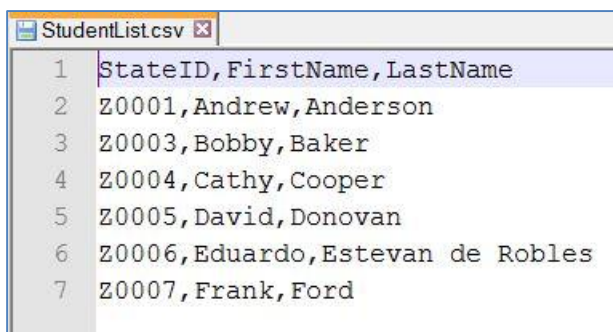 StudentList.csv
1 StateID,FirstName,LastName
2 Z0001,Andrew,Anderson
3 Z0003,Bobby,Baker
4 Z0004,Cathy,Cooper
5 Z0005,David,Donovan
6 Z0006,Eduardo,Estevan de Robles
7 Z0007,Frank,Ford